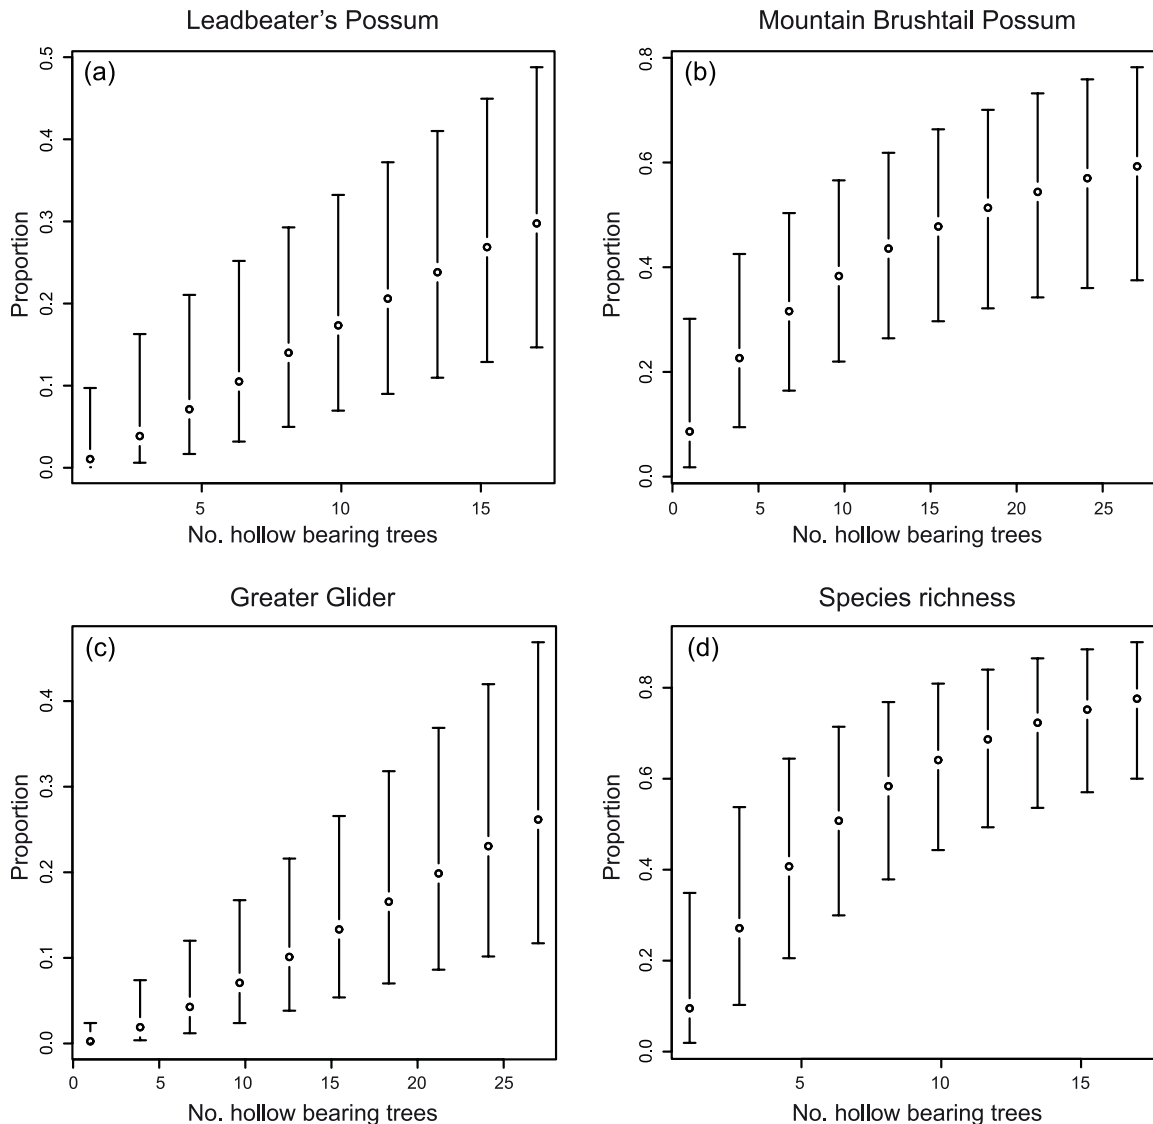 Leadbeater's Possum
(a)
0.5
0.4
0.3
0.2
0.1
0.0
Proportion
5 10 15
No. hollow bearing trees
Mountain Brushtail Possum
(b)
0.8
0.6
0.4
0.2
0.0
Proportion
0 5 10 15 20 25
No. hollow bearing trees
Greater Glider
(c)
0.4
0.3
0.2
0.1
0.0
Proportion
0 5 10 15 20 25
No. hollow bearing trees
Species richness
(d)
0.8
0.6
0.4
0.2
0.0
Proportion
5 10 15
No. hollow bearing trees